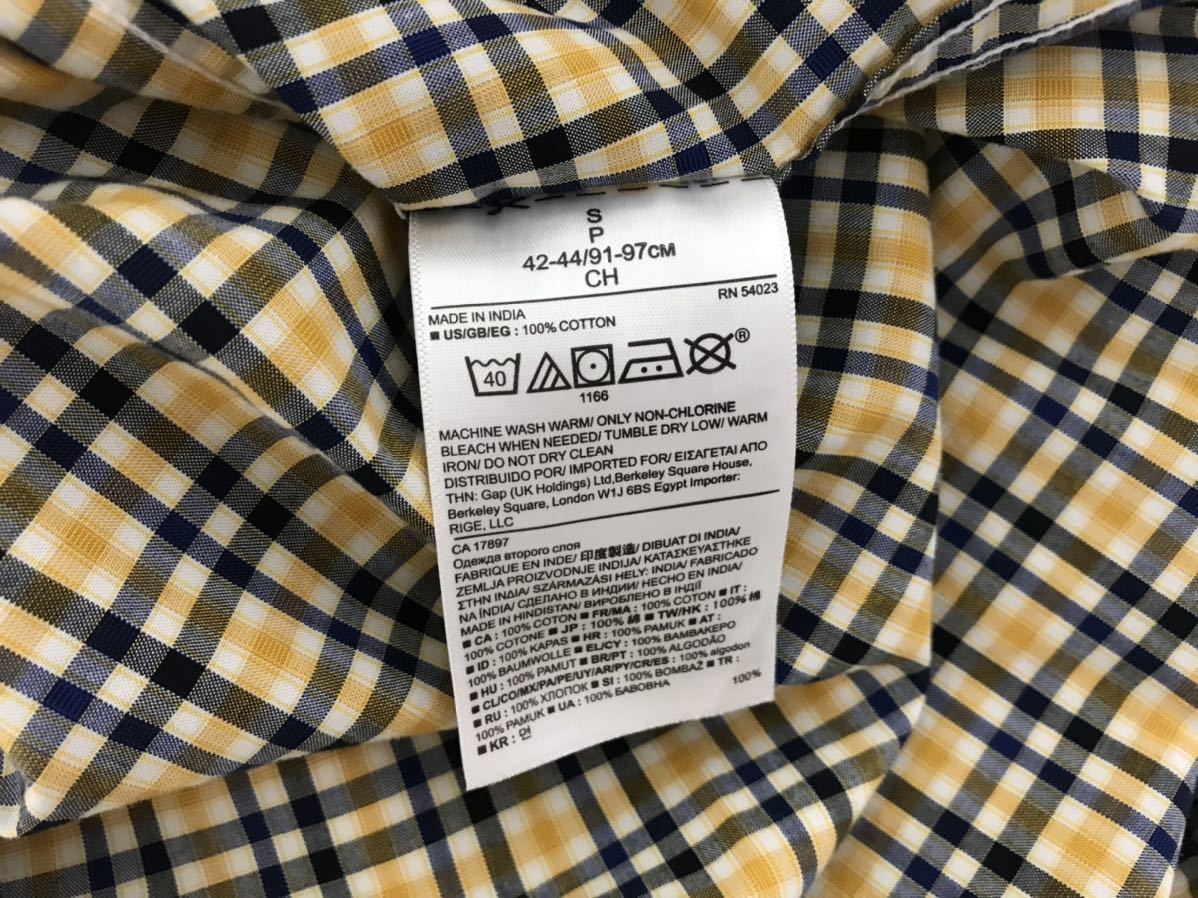 S
P
42-44/91-97CM
CH
RN 54023
MADE IN INDIA
■ US/GB/EG : 100% COTTON
40
®
1166
MACHINE WASH WARM/ ONLY NON-CHLORINE
BLEACH WHEN NEEDED/ TUMBLE DRY LOW/ WARM
IRON/ DO NOT DRY CLEAN
DISTRIBUIDO POR/ IMPORTED FOR/ ΕΙΣΑΓΕΤΑΙ ΑΠΟ
ΤΗΝ: Gap (UK Holdings) Ltd,Berkeley Square House,
Berkeley Square, London W1J 6BS Egypt Importer:
RIGE, LLC
CA 17897
Одежда второго слоя
FABRIQUE EN INDE/ 印度製造/ DIBUAT DI INDIA/
ZEMLJA PROIZVODNJE INDIJA/ ΚΑΤΑΣΚΕΥΑΣΤΗΚΕ
ΣΤΗΝ ΙΝΔΙΑ/ SZÁRMAZÁSI HELY: INDIA/ FABRICADO
NA ÍNDIA/ СДЕЛАНО В ИНДИИ/ HECHO EN INDIA/
MADE IN HINDISTAN/ ВИРОБЛЕНО В ІНДІЇ
■ CA : 100% COTON ■ FR/MA : 100% COTON ■ IT :
100% COTONE ■ JP : 100% 綿 ■ TW/HK : 100% 棉
■ ID : 100% KAPAS ■ HR : 100% PAMUK ■ AT :
100% BAUMWOLLE ■ EL/CY : 100% ΒΑΜΒΑΚΕΡΟ
■ HU : 100% PAMUT ■ BR/PT : 100% ALGODÃO
■ CL/CO/MX/PA/PE/UY/AR/PY/CR/ES : 100% algodon
■ RU : 100% ХЛОПОК ■ SI : 100% BOMBAŽ ■ TR :
100% PAMUK ■ UA : 100% БАВОВНА
■ KR : 면 100%